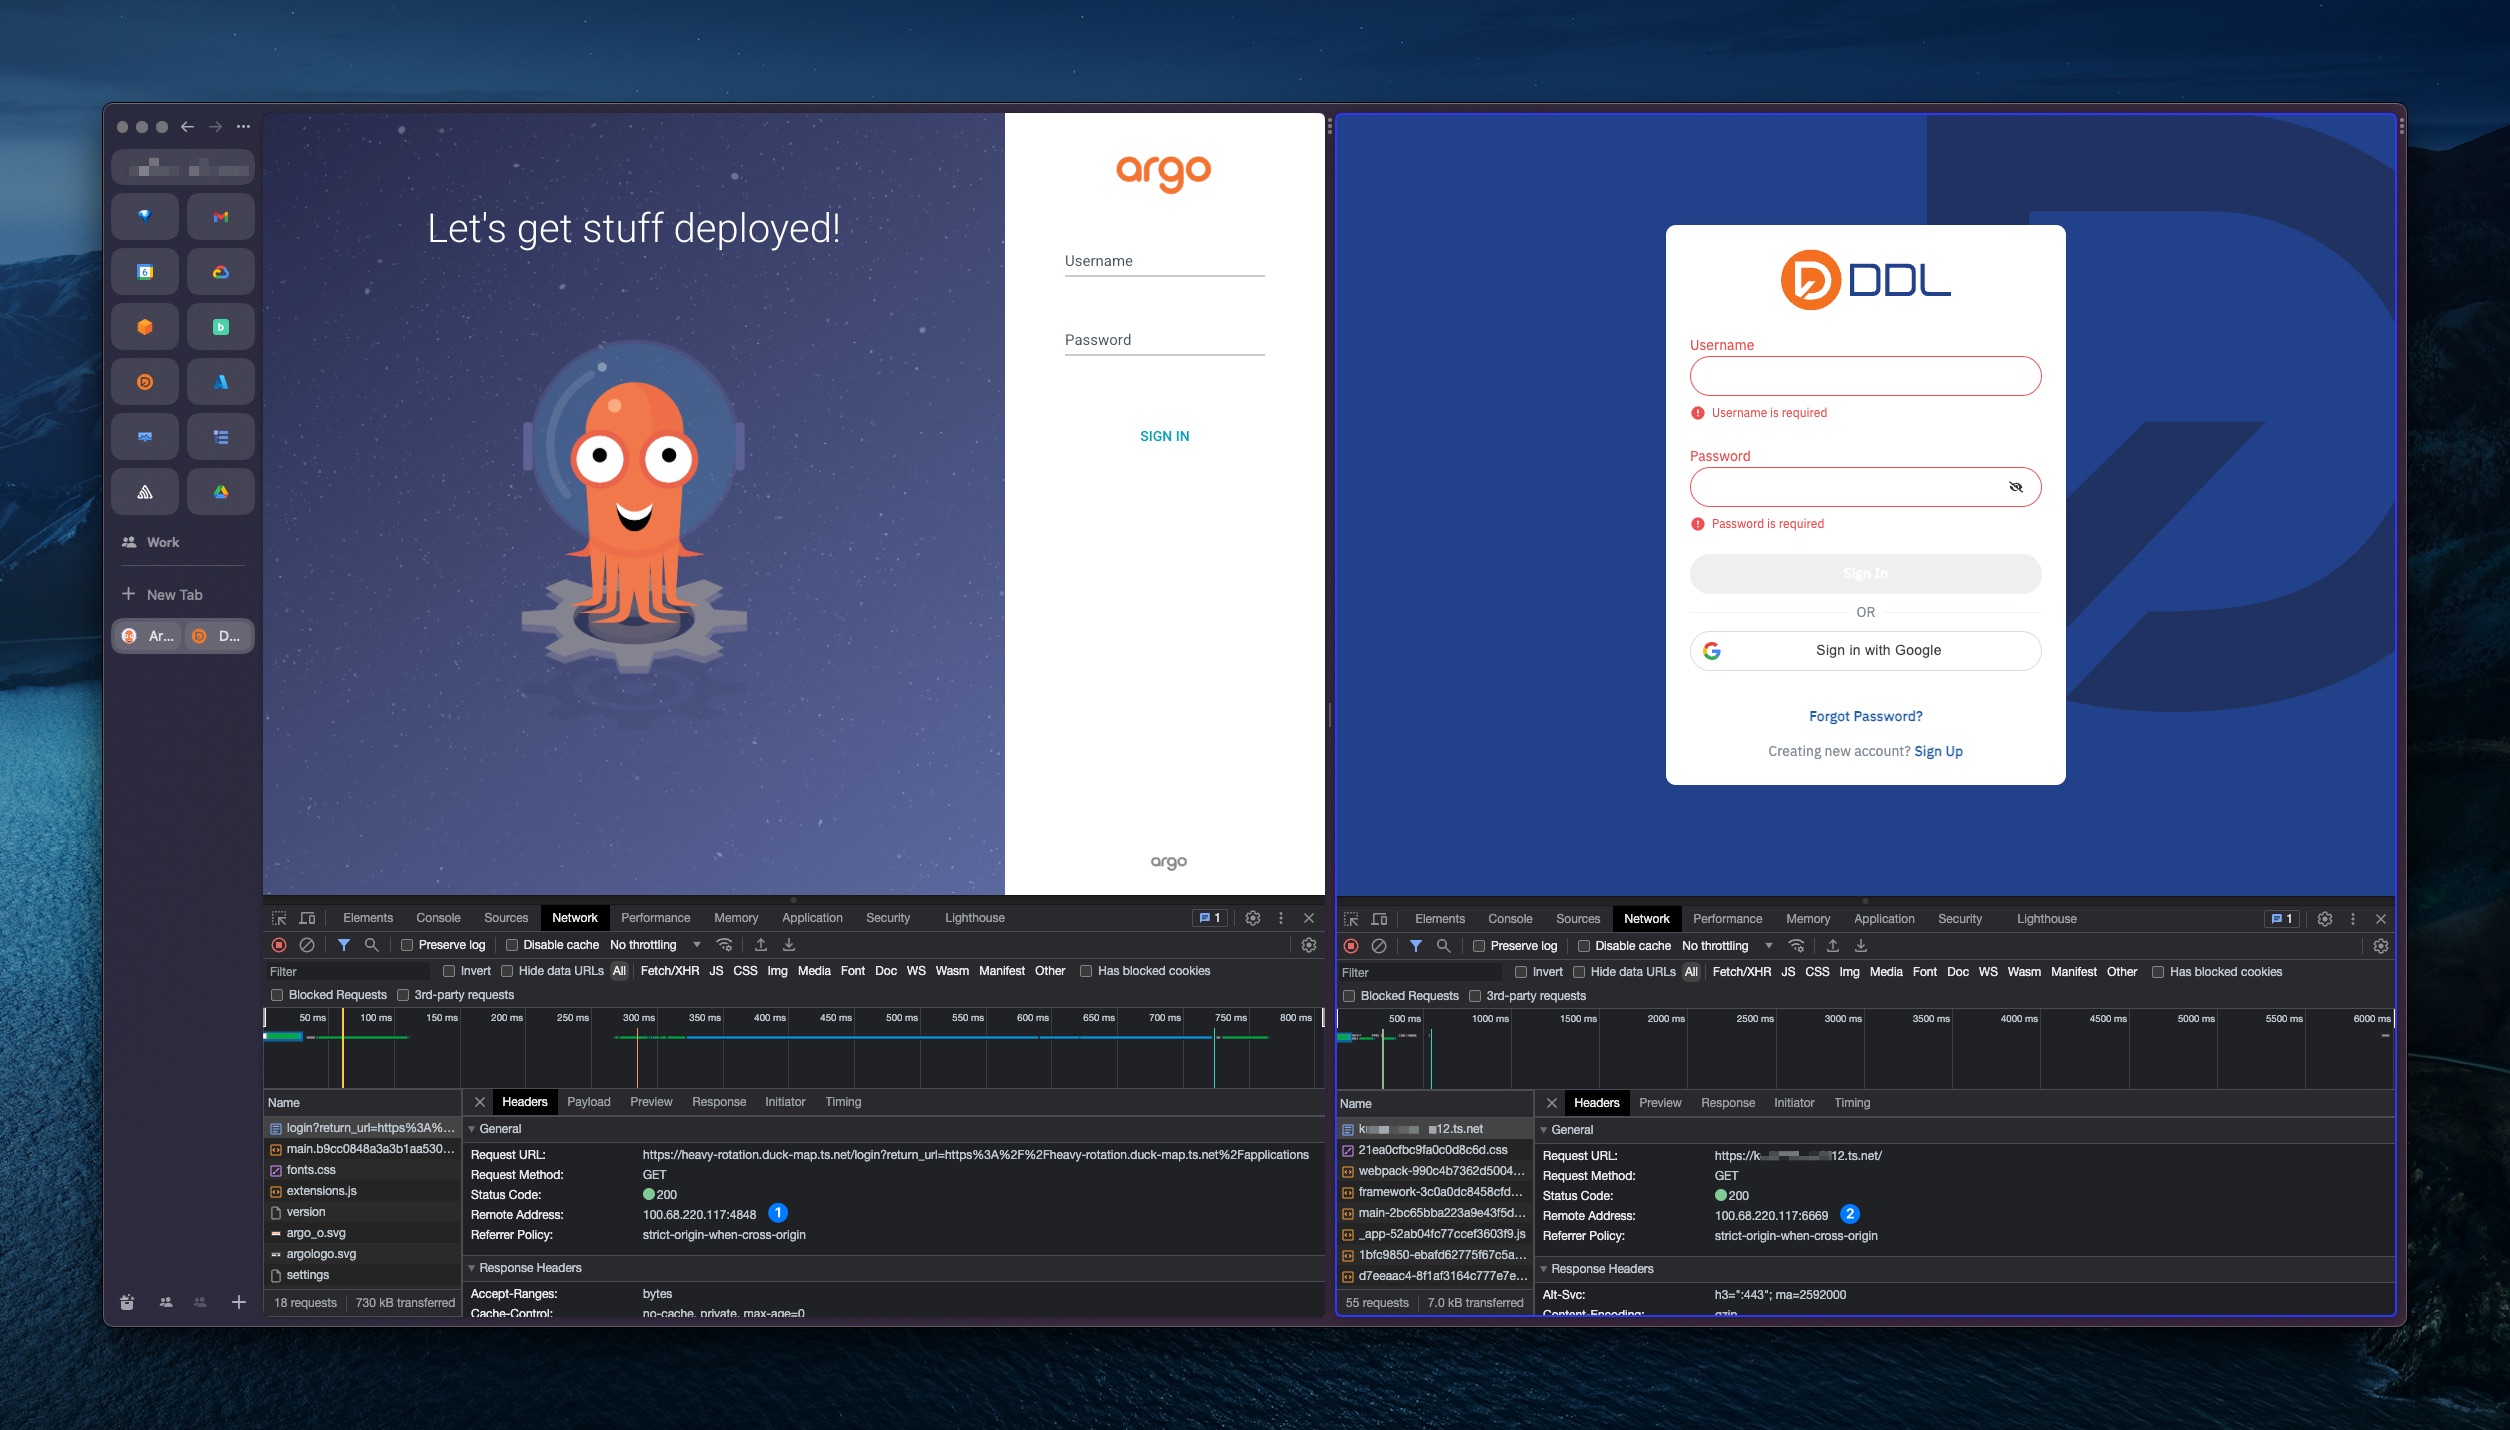 Work
New Tab
Ar...
D...
6
b
Let's get stuff deployed!
argo
Username
Password
SIGN IN
argo
Elements
Console
Sources
Network
Performance
Memory
Application
Security
Lighthouse
1
Preserve log
Disable cache
No throttling
Filter
Invert
Hide data URLs
All
Fetch/XHR
JS
CSS
Img
Media
Font
Doc
WS
Wasm
Manifest
Other
Has blocked cookies
Blocked Requests
3rd-party requests
50 ms
100 ms
150 ms
200 ms
250 ms
300 ms
350 ms
400 ms
450 ms
500 ms
550 ms
600 ms
650 ms
700 ms
750 ms
800 ms
Name
login?return_url=https%3A%...
main.b9cc0848a3a3b1aa530...
fonts.css
extensions.js
version
argo_o.svg
argologo.svg
settings
18 requests
730 kB transferred
Headers
Payload
Preview
Response
Initiator
Timing
General
Request URL: https://heavy-rotation.duck-map.ts.net/login?return_url=https%3A%2F%2Fheavy-rotation.duck-map.ts.net%2Fapplications
Request Method: GET
Status Code: 200
Remote Address: 100.68.220.117:4848 1
Referrer Policy: strict-origin-when-cross-origin
Response Headers
Accept-Ranges: bytes
Cache-Control: no-cache, private, max-age=0
DDL
Username
Username is required
Password
Password is required
Sign In
OR
Sign in with Google
Forgot Password?
Creating new account? Sign Up
Elements
Console
Sources
Network
Performance
Memory
Application
Security
Lighthouse
1
Preserve log
Disable cache
No throttling
Filter
Invert
Hide data URLs
All
Fetch/XHR
JS
CSS
Img
Media
Font
Doc
WS
Wasm
Manifest
Other
Has blocked cookies
Blocked Requests
3rd-party requests
500 ms
1000 ms
1500 ms
2000 ms
2500 ms
3000 ms
3500 ms
4000 ms
4500 ms
5000 ms
5500 ms
6000 ms
Name
12.ts.net
21ea0cfbc9fa0c0d8c6d.css
webpack-990c4b7362d5004...
framework-3c0a0dc8458cfd...
main-2bc65bba223a9e43f5d...
_app-52ab04fc77ccef3603f9.js
1bfc9850-ebafd62775f67c5a...
d7eeaac4-8f1af3164c777e7e...
55 requests
7.0 kB transferred
Headers
Preview
Response
Initiator
Timing
General
Request URL: https://k 12.ts.net/
Request Method: GET
Status Code: 200
Remote Address: 100.68.220.117:6669 2
Referrer Policy: strict-origin-when-cross-origin
Response Headers
Alt-Svc: h3=":443"; ma=2592000
Content-Encoding: gzip